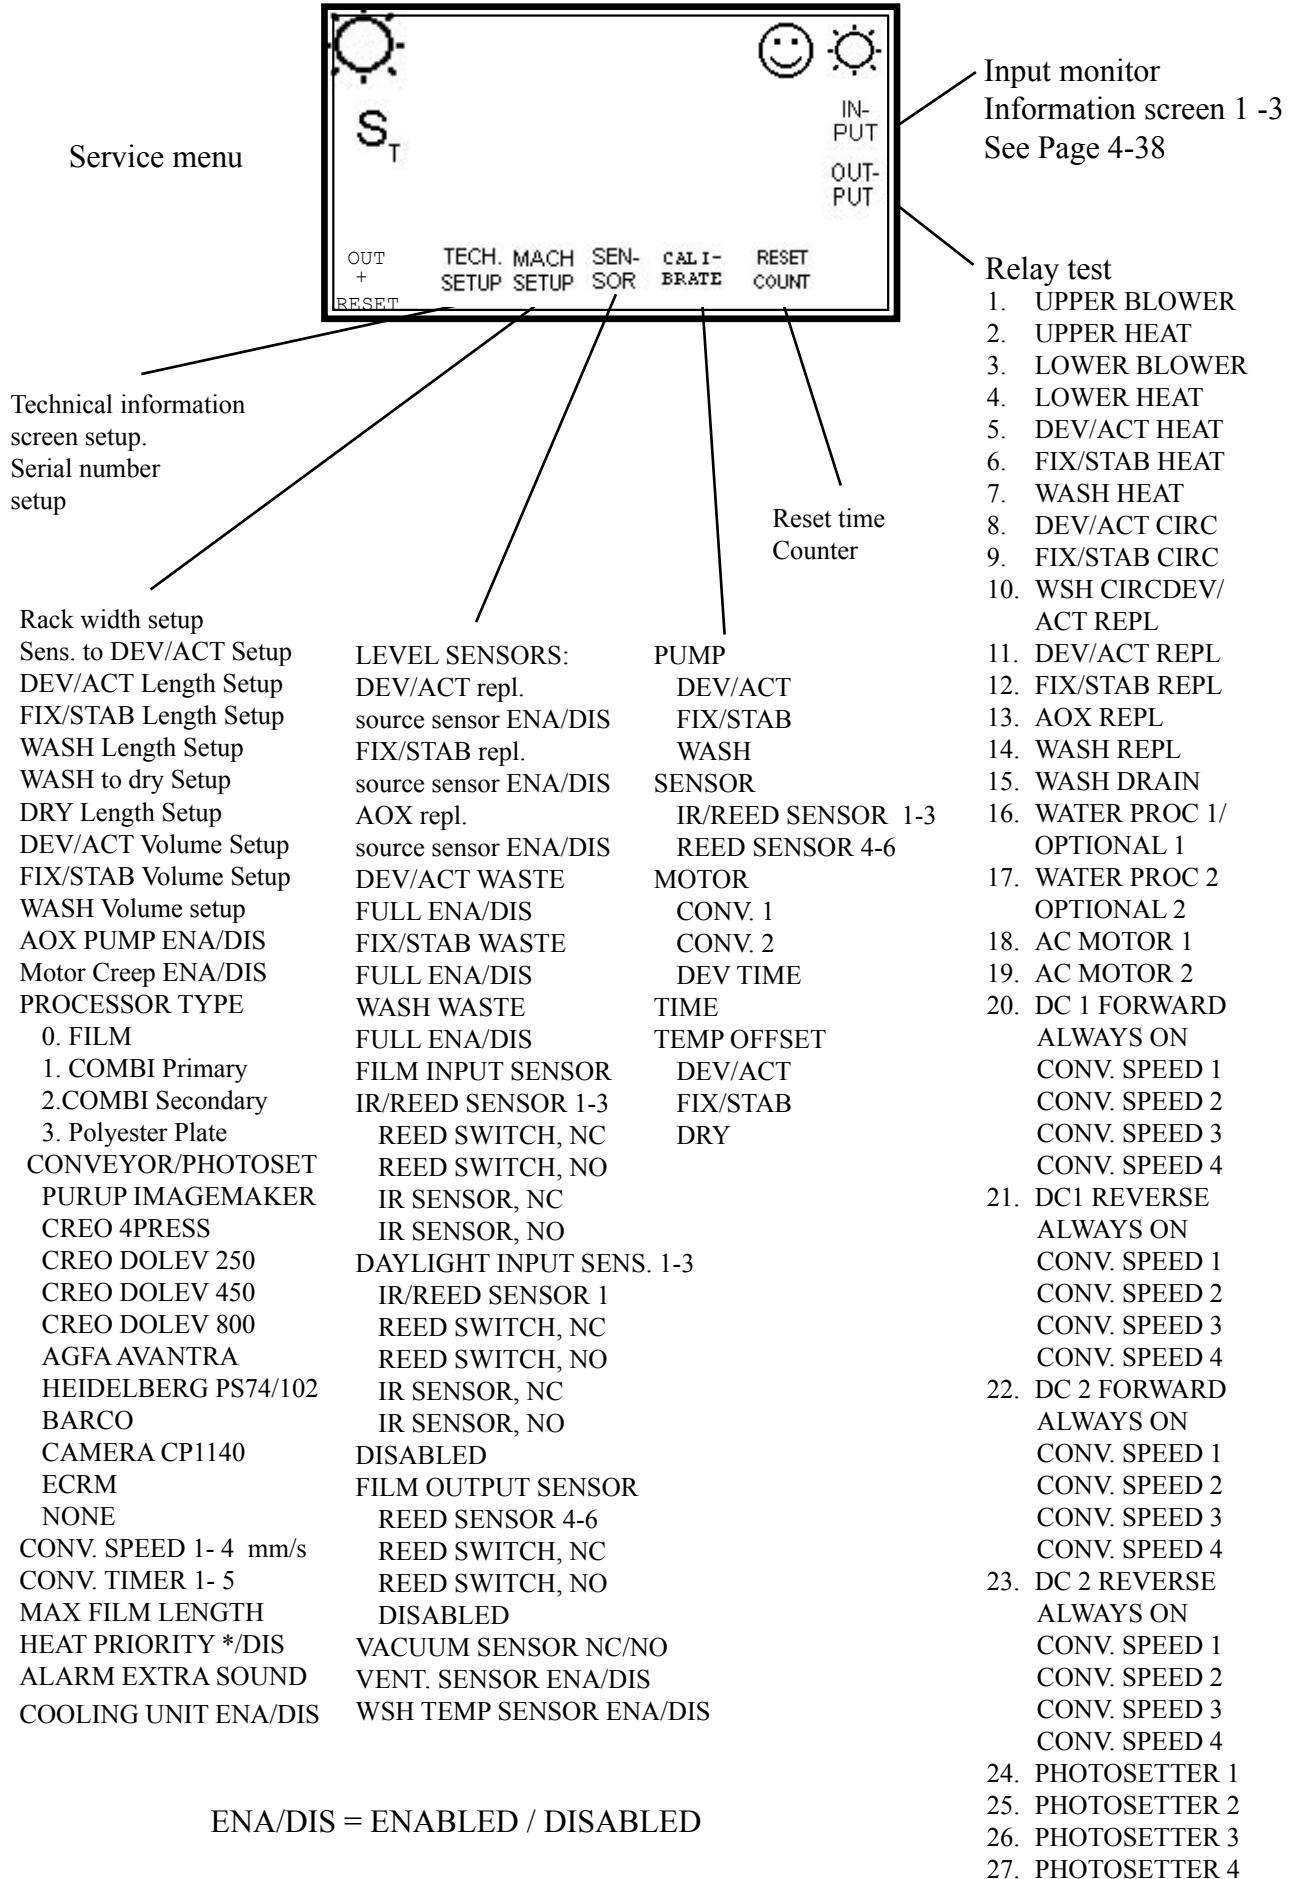 Service menu
S T
IN-
PUT
OUT-
PUT
OUT
+
RESET
TECH.
SETUP
MACH
SETUP
SEN-
SOR
CALI-
BRATE
RESET
COUNT
Input monitor
Information screen 1 -3
See Page 4-38
Technical information
screen setup.
Serial number
setup
Reset time
Counter
Rack width setup
Sens. to DEV/ACT Setup
DEV/ACT Length Setup
FIX/STAB Length Setup
WASH Length Setup
WASH to dry Setup
DRY Length Setup
DEV/ACT Volume Setup
FIX/STAB Volume Setup
WASH Volume setup
AOX PUMP ENA/DIS
Motor Creep ENA/DIS
PROCESSOR TYPE
0. FILM
1. COMBI Primary
2.COMBI Secondary
3. Polyester Plate
CONVEYOR/PHOTOSET
PURUP IMAGEMAKER
CREO 4PRESS
CREO DOLEV 250
CREO DOLEV 450
CREO DOLEV 800
AGFA AVANTRA
HEIDELBERG PS74/102
BARCO
CAMERA CP1140
ECRM
NONE
CONV. SPEED 1- 4 mm/s
CONV. TIMER 1- 5
MAX FILM LENGTH
HEAT PRIORITY */DIS
ALARM EXTRA SOUND
COOLING UNIT ENA/DIS
LEVEL SENSORS:
DEV/ACT repl.
source sensor ENA/DIS
FIX/STAB repl.
source sensor ENA/DIS
AOX repl.
source sensor ENA/DIS
DEV/ACT WASTE
FULL ENA/DIS
FIX/STAB WASTE
FULL ENA/DIS
WASH WASTE
FULL ENA/DIS
FILM INPUT SENSOR
IR/REED SENSOR 1-3
REED SWITCH, NC
REED SWITCH, NO
IR SENSOR, NC
IR SENSOR, NO
DAYLIGHT INPUT SENS. 1-3
IR/REED SENSOR 1
REED SWITCH, NC
REED SWITCH, NO
IR SENSOR, NC
IR SENSOR, NO
DISABLED
FILM OUTPUT SENSOR
REED SENSOR 4-6
REED SWITCH, NC
REED SWITCH, NO
DISABLED
VACUUM SENSOR NC/NO
VENT. SENSOR ENA/DIS
WSH TEMP SENSOR ENA/DIS
PUMP
DEV/ACT
FIX/STAB
WASH
SENSOR
IR/REED SENSOR 1-3
REED SENSOR 4-6
MOTOR
CONV. 1
CONV. 2
DEV TIME
TIME
TEMP OFFSET
DEV/ACT
FIX/STAB
DRY
Relay test
1. UPPER BLOWER
2. UPPER HEAT
3. LOWER BLOWER
4. LOWER HEAT
5. DEV/ACT HEAT
6. FIX/STAB HEAT
7. WASH HEAT
8. DEV/ACT CIRC
9. FIX/STAB CIRC
10. WSH CIRCDEV/
ACT REPL
11. DEV/ACT REPL
12. FIX/STAB REPL
13. AOX REPL
14. WASH REPL
15. WASH DRAIN
16. WATER PROC 1/
OPTIONAL 1
17. WATER PROC 2
OPTIONAL 2
18. AC MOTOR 1
19. AC MOTOR 2
20. DC 1 FORWARD
ALWAYS ON
CONV. SPEED 1
CONV. SPEED 2
CONV. SPEED 3
CONV. SPEED 4
21. DC1 REVERSE
ALWAYS ON
CONV. SPEED 1
CONV. SPEED 2
CONV. SPEED 3
CONV. SPEED 4
22. DC 2 FORWARD
ALWAYS ON
CONV. SPEED 1
CONV. SPEED 2
CONV. SPEED 3
CONV. SPEED 4
23. DC 2 REVERSE
ALWAYS ON
CONV. SPEED 1
CONV. SPEED 2
CONV. SPEED 3
CONV. SPEED 4
24. PHOTOSETTER 1
25. PHOTOSETTER 2
26. PHOTOSETTER 3
27. PHOTOSETTER 4
ENA/DIS = ENABLED / DISABLED